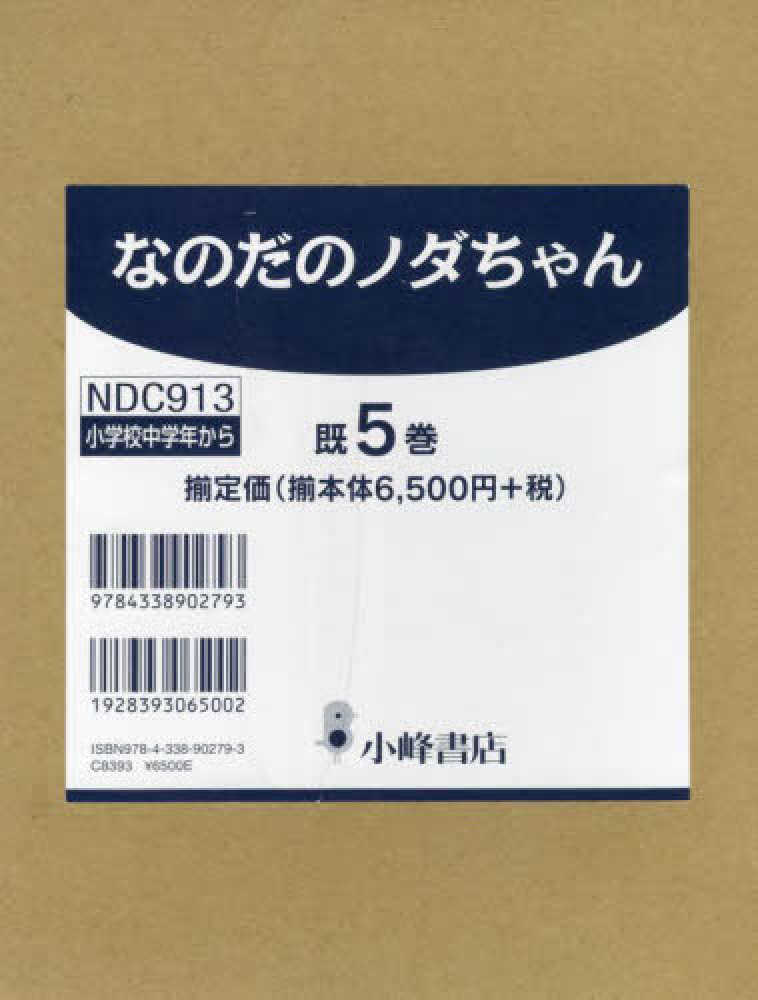 なのだのノダちゃん
NDC913
小学校中学年から
既5巻
揃定価(揃本体6,500円+税)
9784338902793
1928393065002
ISBN978-4-338-90279-3
C8393 ¥6500E
小峰書店